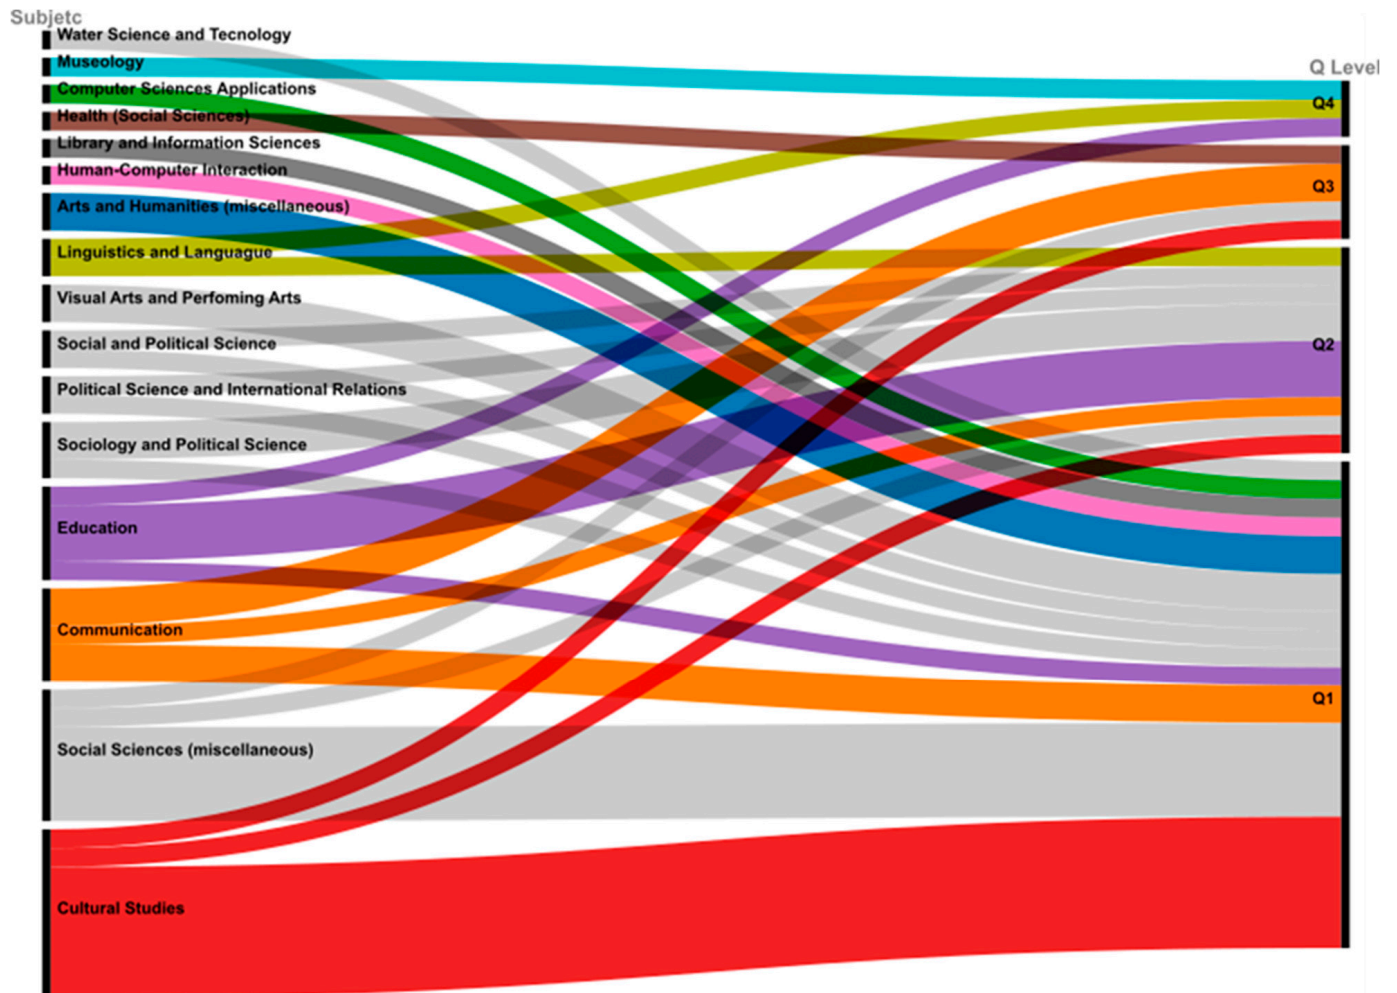 Subjetc
Water Science and Tecnology
Museology
Computer Sciences Applications
Health (Social Sciences)
Library and Information Sciences
Human-Computer Interaction
Arts and Humanities (miscellaneous)
Linguistics and Languague
Visual Arts and Perfoming Arts
Social and Political Science
Political Science and International Relations
Sociology and Political Science
Education
Communication
Social Sciences (miscellaneous)
Cultural Studies
Q Level
Q4
Q3
Q2
Q1